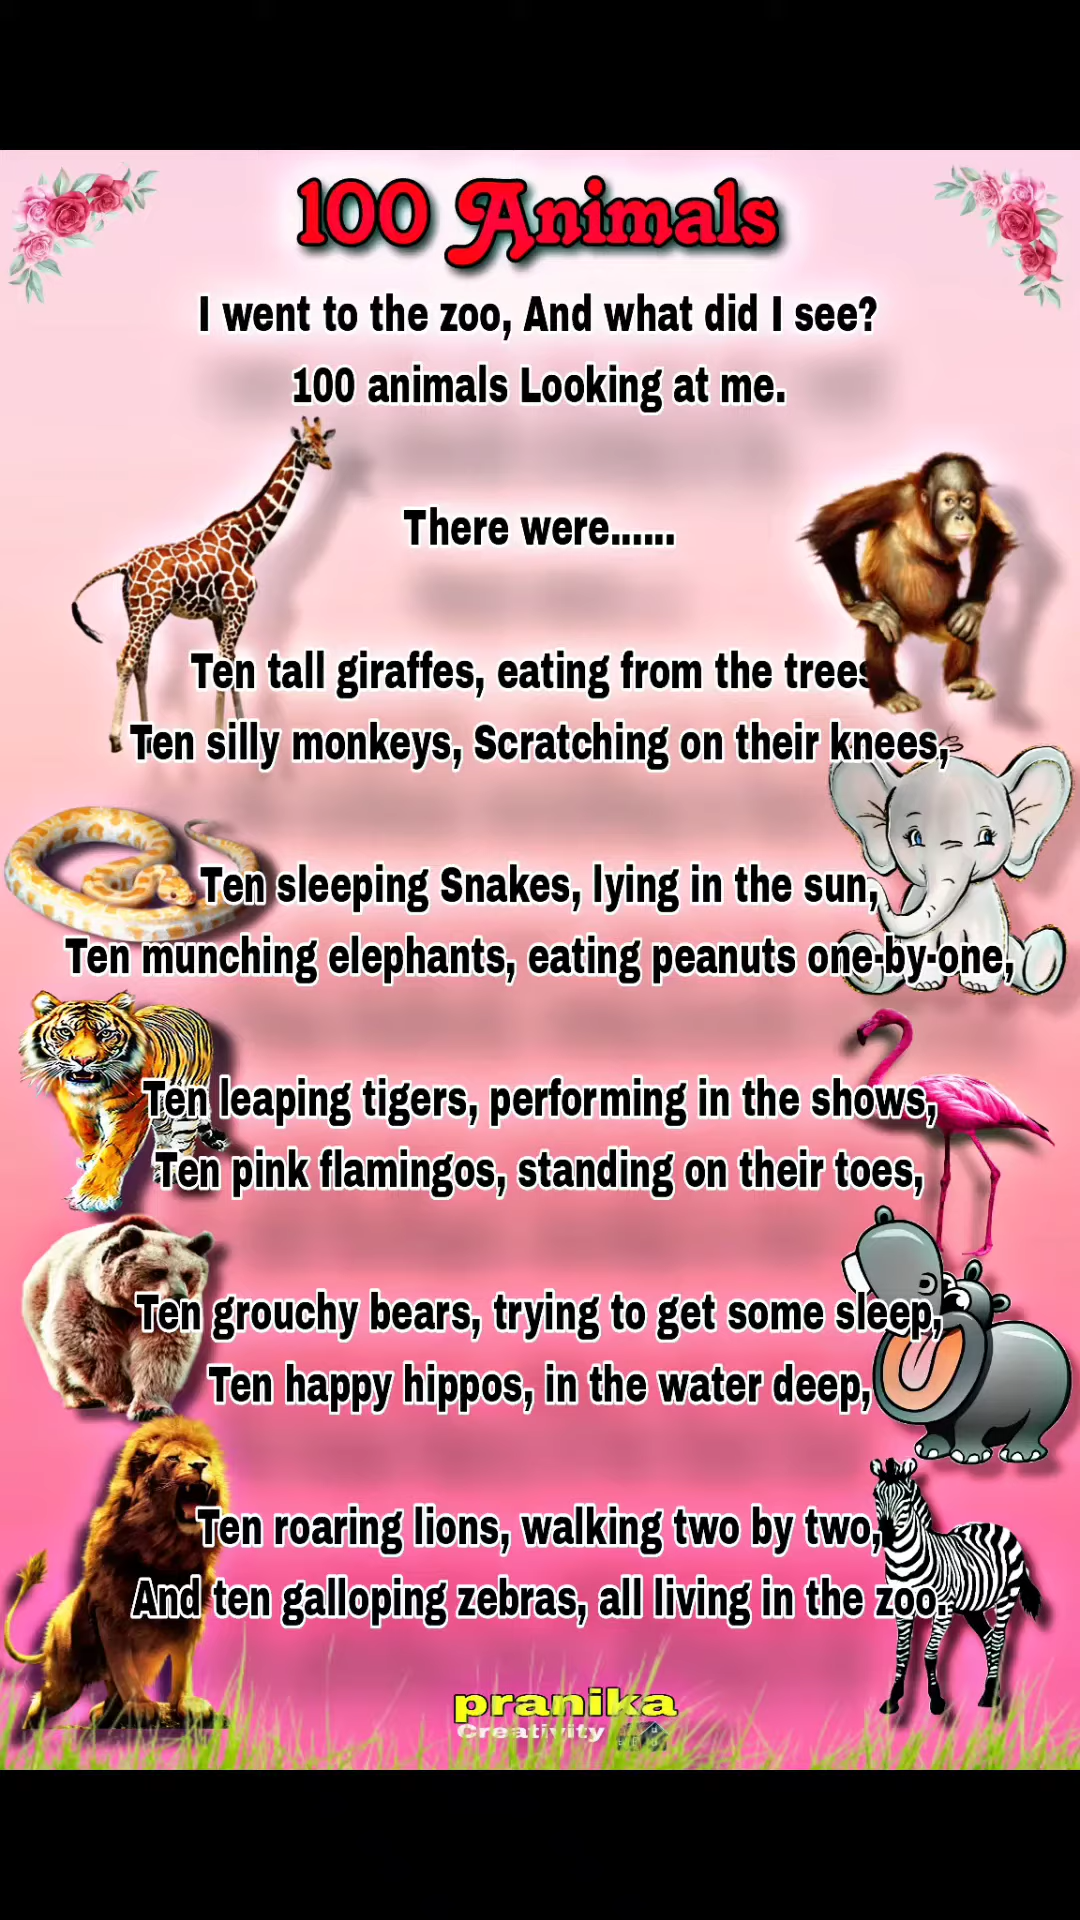 100 Animals
I went to the zoo, And what did I see?
100 animals Looking at me.
There were......
Ten tall giraffes, eating from the trees
Ten silly monkeys, Scratching on their knees,
Ten sleeping Snakes, lying in the sun,
Ten munching elephants, eating peanuts one-by-one,
Ten leaping tigers, performing in the shows,
Ten pink flamingos, standing on their toes,
Ten grouchy bears, trying to get some sleep,
Ten happy hippos, in the water deep,
Ten roaring lions, walking two by two,
And ten galloping zebras, all living in the zoo.
pranika
Creativity